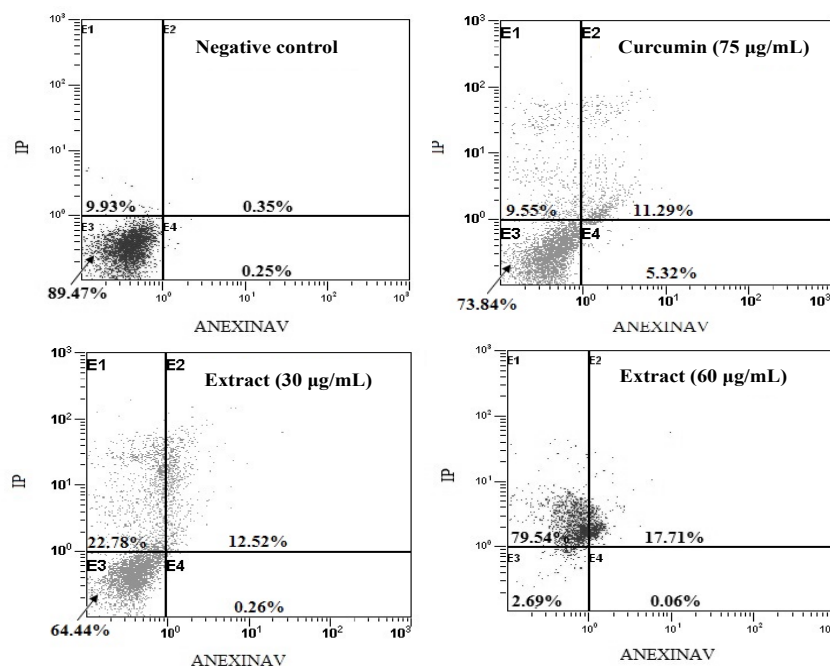 10³
E1
E2
Negative control
10²
IP
10¹
9.93%
0.35%
10⁰
E3
E4
0.25%
89.47%
10⁰
10¹
10²
10³
ANEXINAV
10³
E1
E2
Curcumin (75 µg/mL)
10²
IP
10¹
9.55%
11.29%
10⁰
E3
E4
5.32%
73.84%
10⁰
10¹
10²
10³
ANEXINAV
10³
E1
E2
Extract (30 µg/mL)
10²
IP
10¹
22.78%
12.52%
10⁰
E3
E4
0.26%
64.44%
10⁰
10¹
10²
10³
ANEXINAV
10³
E1
E2
Extract (60 µg/mL)
10²
IP
10¹
79.54%
17.71%
10⁰
E3
E4
2.69%
0.06%
10⁰
10¹
10²
10³
ANEXINAV